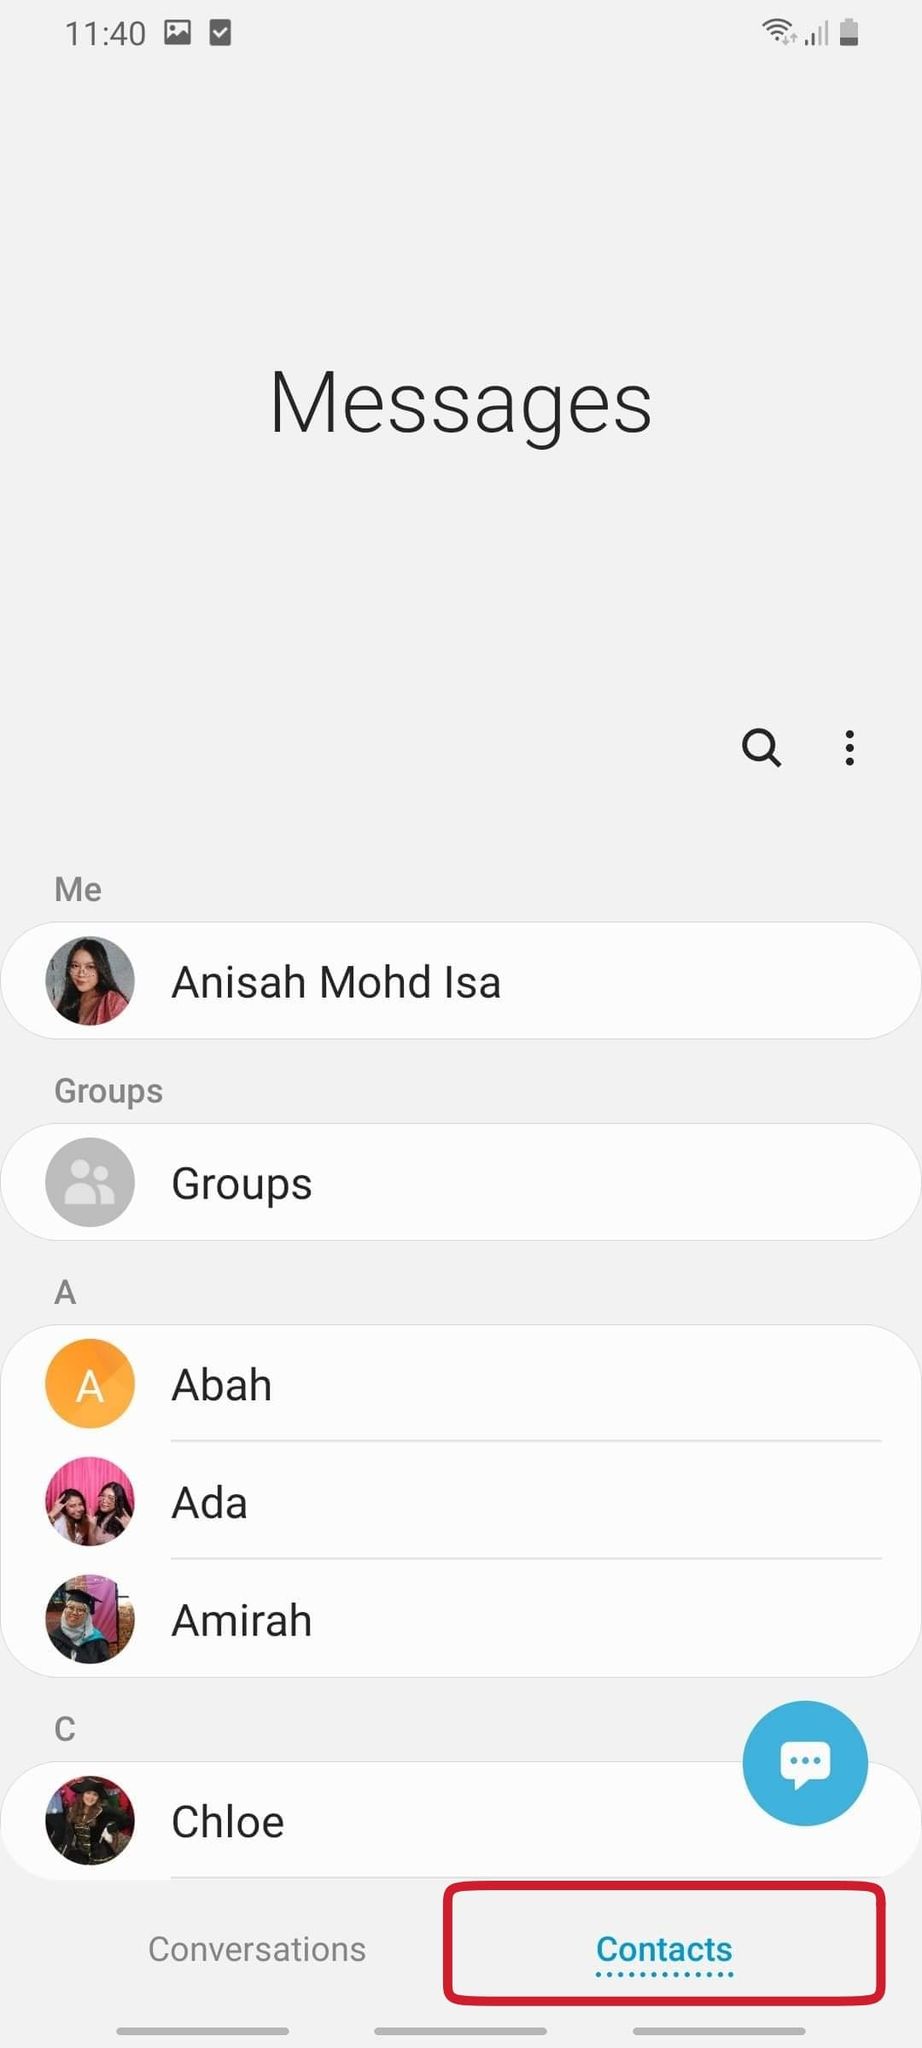 11:40
Messages
Me
Anisah Mohd Isa
Groups
Groups
A
A
Abah
Ada
Amirah
C
Chloe
Conversations
Contacts